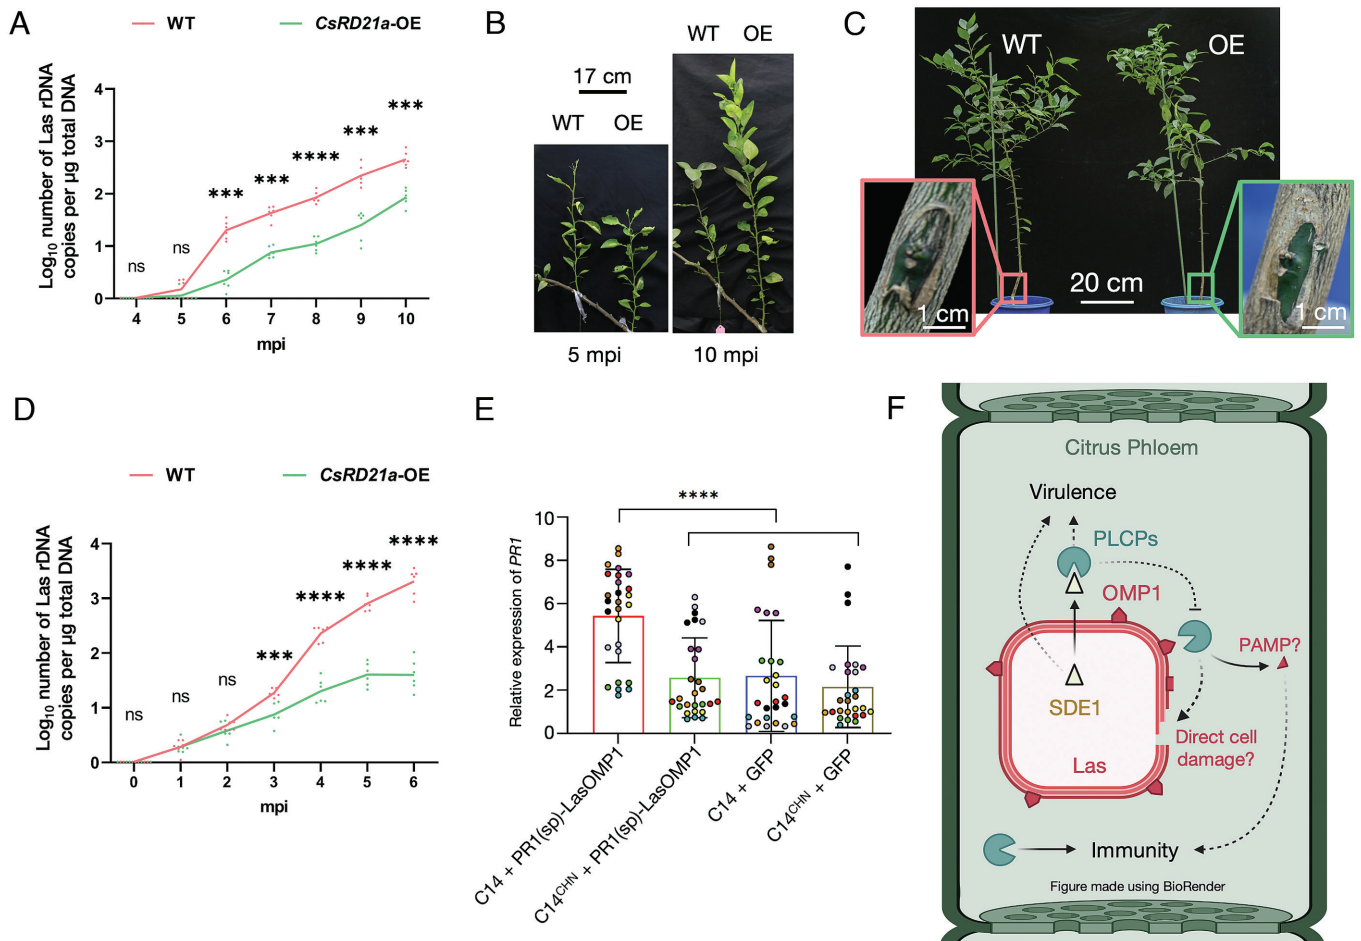 A
WT
CsRD21a-OE
Log10 number of Las rDNA
copies per µg total DNA
4
3
2
1
0
ns
ns
***
***
****
***
***
4 5 6 7 8 9 10
mpi
B
17 cm
WT OE
WT OE
5 mpi
10 mpi
C
WT
OE
20 cm
1 cm
1 cm
D
WT
CsRD21a-OE
Log10 number of Las rDNA
copies per µg total DNA
4
3
2
1
0
ns
ns
ns
***
****
****
****
0 1 2 3 4 5 6
mpi
E
****
Relative expression of PR1
10
8
6
4
2
0
C14 + PR1(sp)-LasOMP1
C14CHN + PR1(sp)-LasOMP1
C14 + GFP
C14CHN + GFP
F
Citrus Phloem
Virulence
PLCPs
OMP1
PAMP?
SDE1
Direct cell
damage?
Las
Immunity
Figure made using BioRender